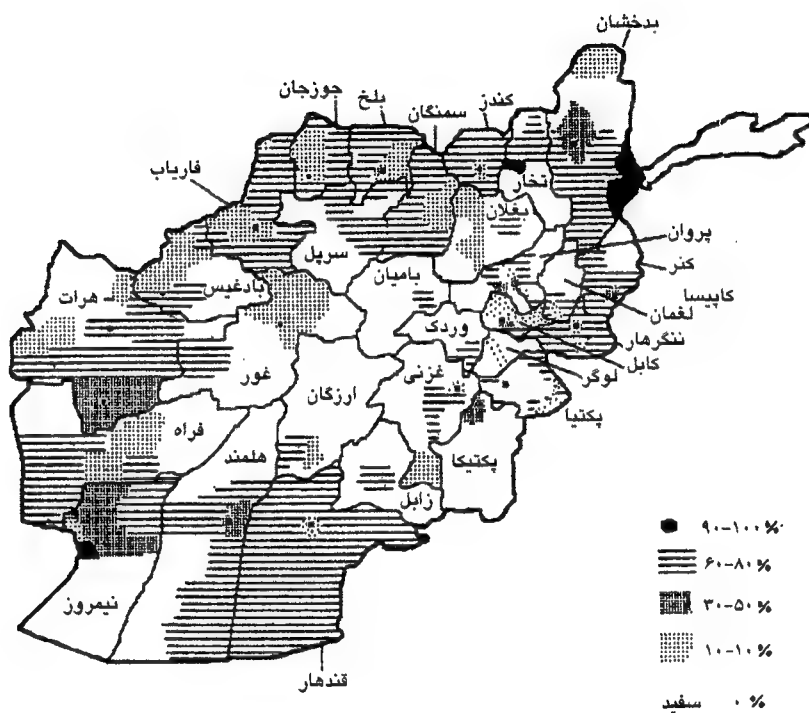 بدخشان
کندز
بلخ
جوزجان
سمنگان
فاریاب
تخار
بغلان
پروان
سرپل
کنر
بامیان
بادغیس
کاپیسا
هرات
لغمان
وردک
ننگرهار
کابل
غزنی
لوگر
غور
ارزگان
پکتیا
فراه
هلمند
پکتیکا
زابل
نیمروز
قندهار
۹۰-۱۰۰%
۶۰-۸۰%
۳۰-۵۰%
۱۰-۱۰%
سفید ۰%